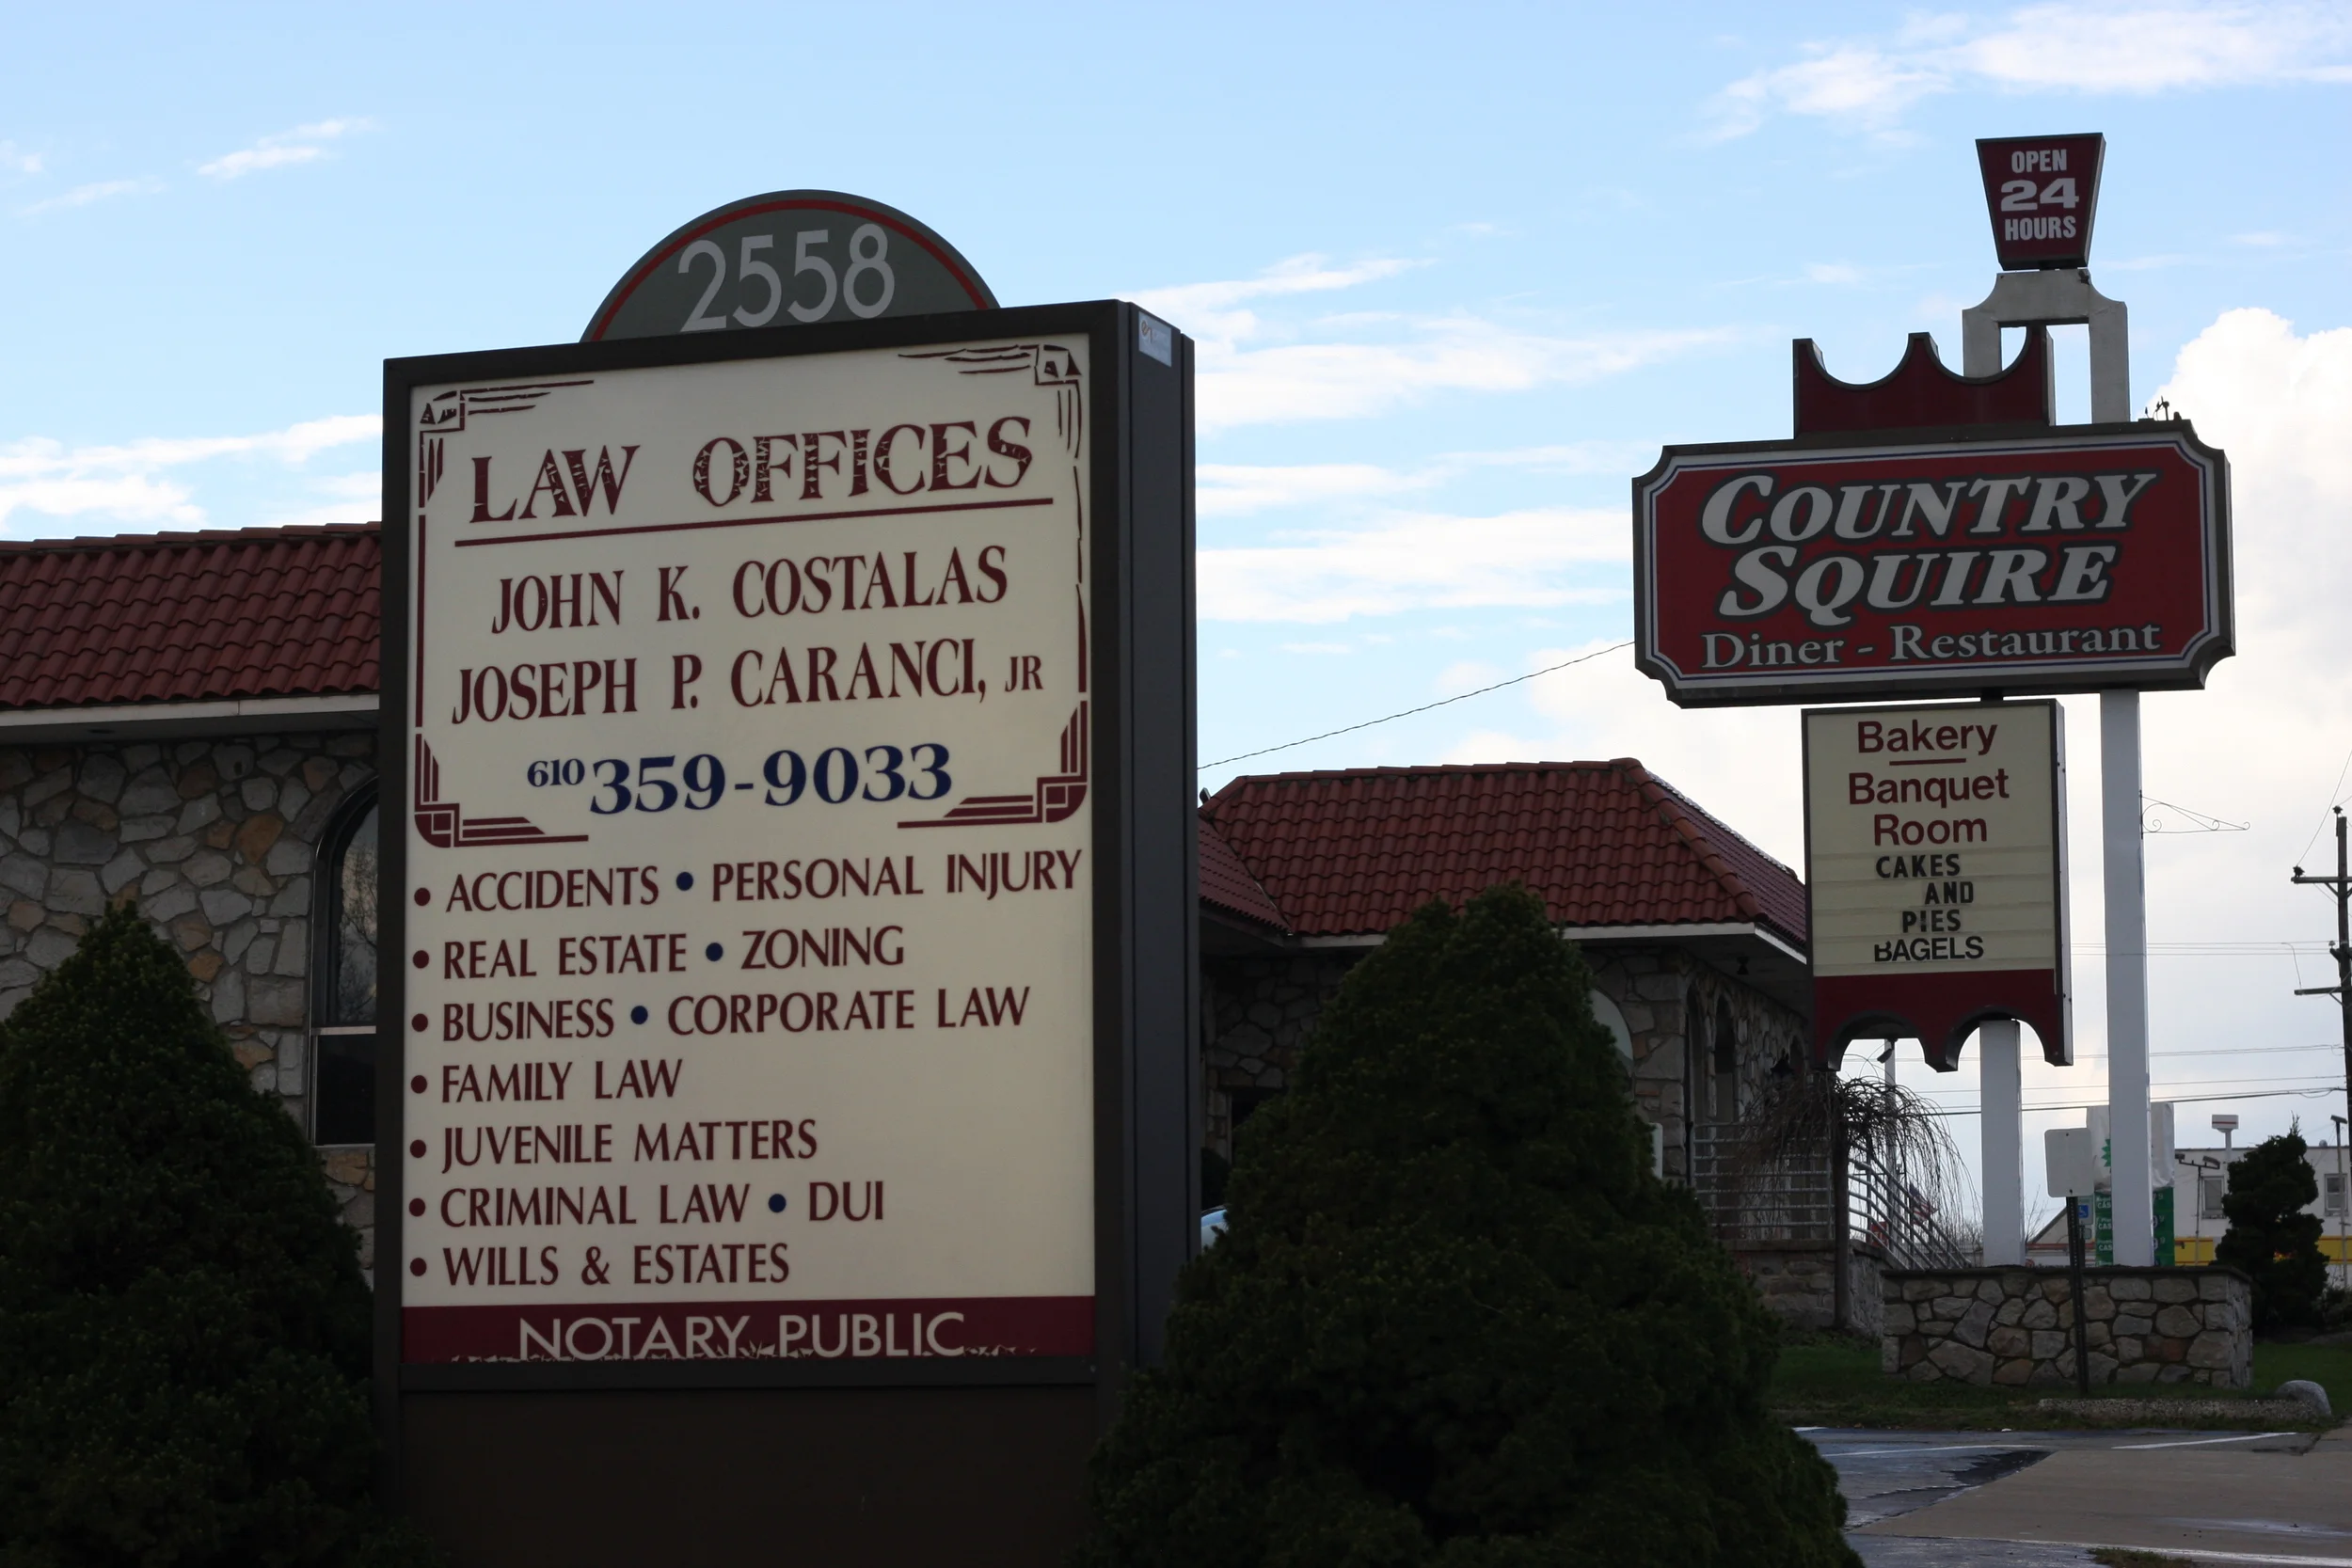 2558
LAW OFFICES
JOHN K. COSTALAS
JOSEPH P. CARANCI, JR
610 359-9033
• ACCIDENTS • PERSONAL INJURY
• REAL ESTATE • ZONING
• BUSINESS • CORPORATE LAW
• FAMILY LAW
• JUVENILE MATTERS
• CRIMINAL LAW • DUI
• WILLS & ESTATES
NOTARY PUBLIC
OPEN
24
HOURS
COUNTRY
SQUIRE
Diner - Restaurant
Bakery
Banquet
Room
CAKES
AND
PIES
BAGELS